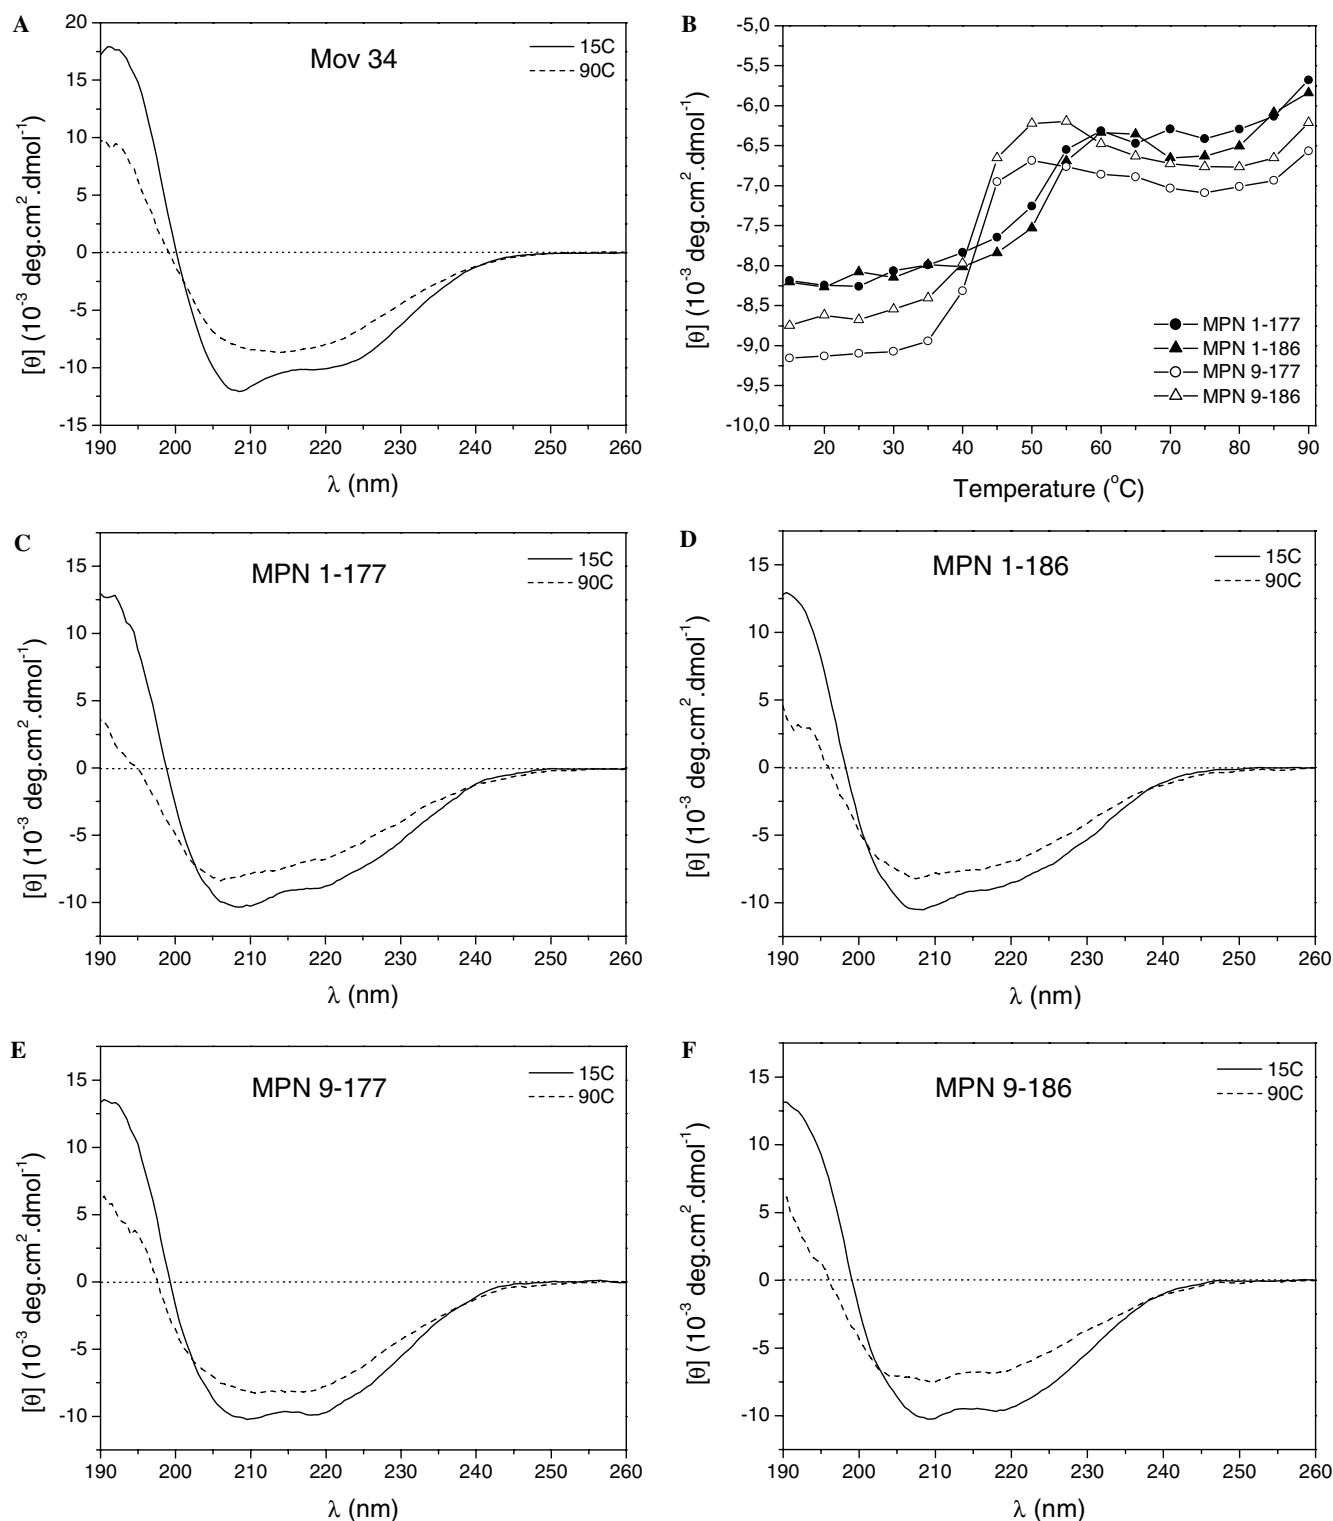 A
Mov 34
15C
90C
20
15
10
5
0
-5
-10
-15
[θ] (10⁻³ deg.cm².dmol⁻¹)
190 200 210 220 230 240 250 260
λ (nm)
B
-5,0
-5,5
-6,0
-6,5
-7,0
-7,5
-8,0
-8,5
-9,0
-9,5
-10,0
[θ] (10⁻³ deg.cm².dmol⁻¹)
MPN 1-177
MPN 1-186
MPN 9-177
MPN 9-186
20 30 40 50 60 70 80 90
Temperature (°C)
C
MPN 1-177
15C
90C
15
10
5
0
-5
-10
[θ] (10⁻³ deg.cm².dmol⁻¹)
190 200 210 220 230 240 250 260
λ (nm)
D
MPN 1-186
15C
90C
15
10
5
0
-5
-10
[θ] (10⁻³ deg.cm².dmol⁻¹)
190 200 210 220 230 240 250 260
λ (nm)
E
MPN 9-177
15C
90C
15
10
5
0
-5
-10
[θ] (10⁻³ deg.cm².dmol⁻¹)
190 200 210 220 230 240 250 260
λ (nm)
F
MPN 9-186
15C
90C
15
10
5
0
-5
-10
[θ] (10⁻³ deg.cm².dmol⁻¹)
190 200 210 220 230 240 250 260
λ (nm)